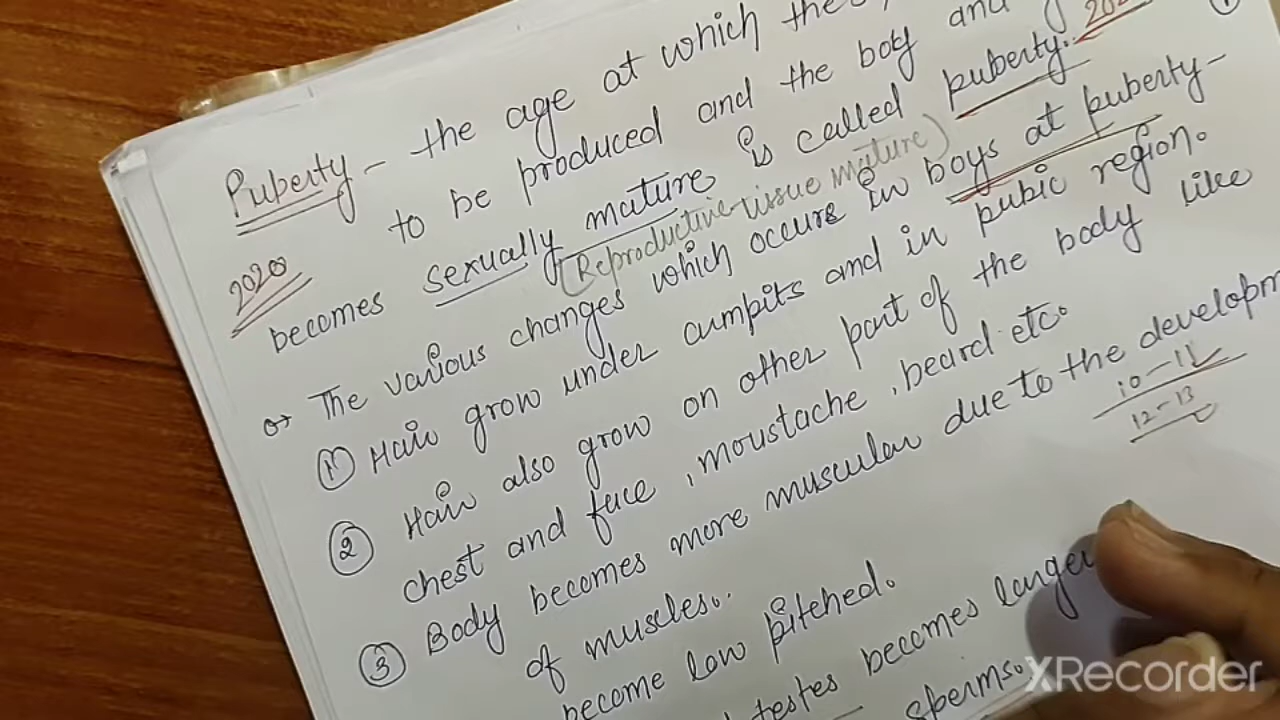 Puberty - the age at which the
to be produced and the boy and
2020
becomes sexually mature is called puberty.
(Reproductive tissue mature)
The various changes which occurs in boys at puberty-
① Hair grow under armpits and in pubic region.
② Hair also grow on other part of the body like
chest and face, moustache, beard etc.
10-11
12-13
③ Body becomes more muscular due to the developm
of muscles.
become low pitched.
testes becomes larger
sperms.
XRecorder